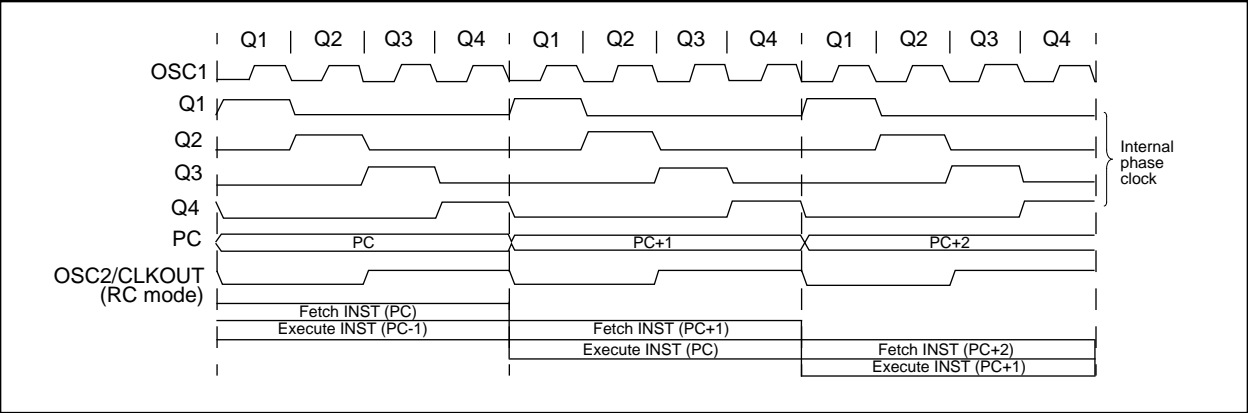 Q1 | Q2 | Q3 | Q4 | Q1 | Q2 | Q3 | Q4 | Q1 | Q2 | Q3 | Q4
OSC1
Q1
Q2
Q3
Q4
Internal
phase
clock
PC PC PC+1 PC+2
OSC2/CLKOUT
(RC mode)
Fetch INST (PC)
Execute INST (PC-1) Fetch INST (PC+1)
Execute INST (PC) Fetch INST (PC+2)
Execute INST (PC+1)